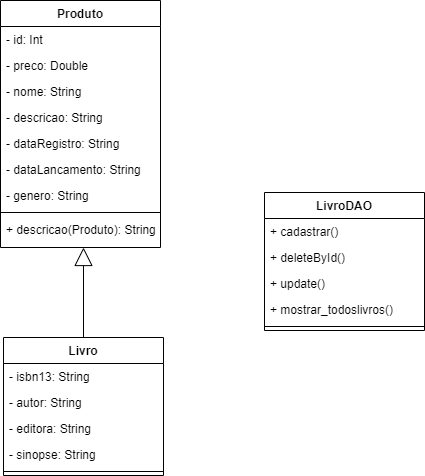 Produto
- id: Int
- preco: Double
- nome: String
- descricao: String
- dataRegistro: String
- dataLancamento: String
- genero: String
+ descricao(Produto): String
LivroDAO
+ cadastrar()
+ deleteById()
+ update()
+ mostrar_todoslivros()
Livro
- isbn13: String
- autor: String
- editora: String
- sinopse: String